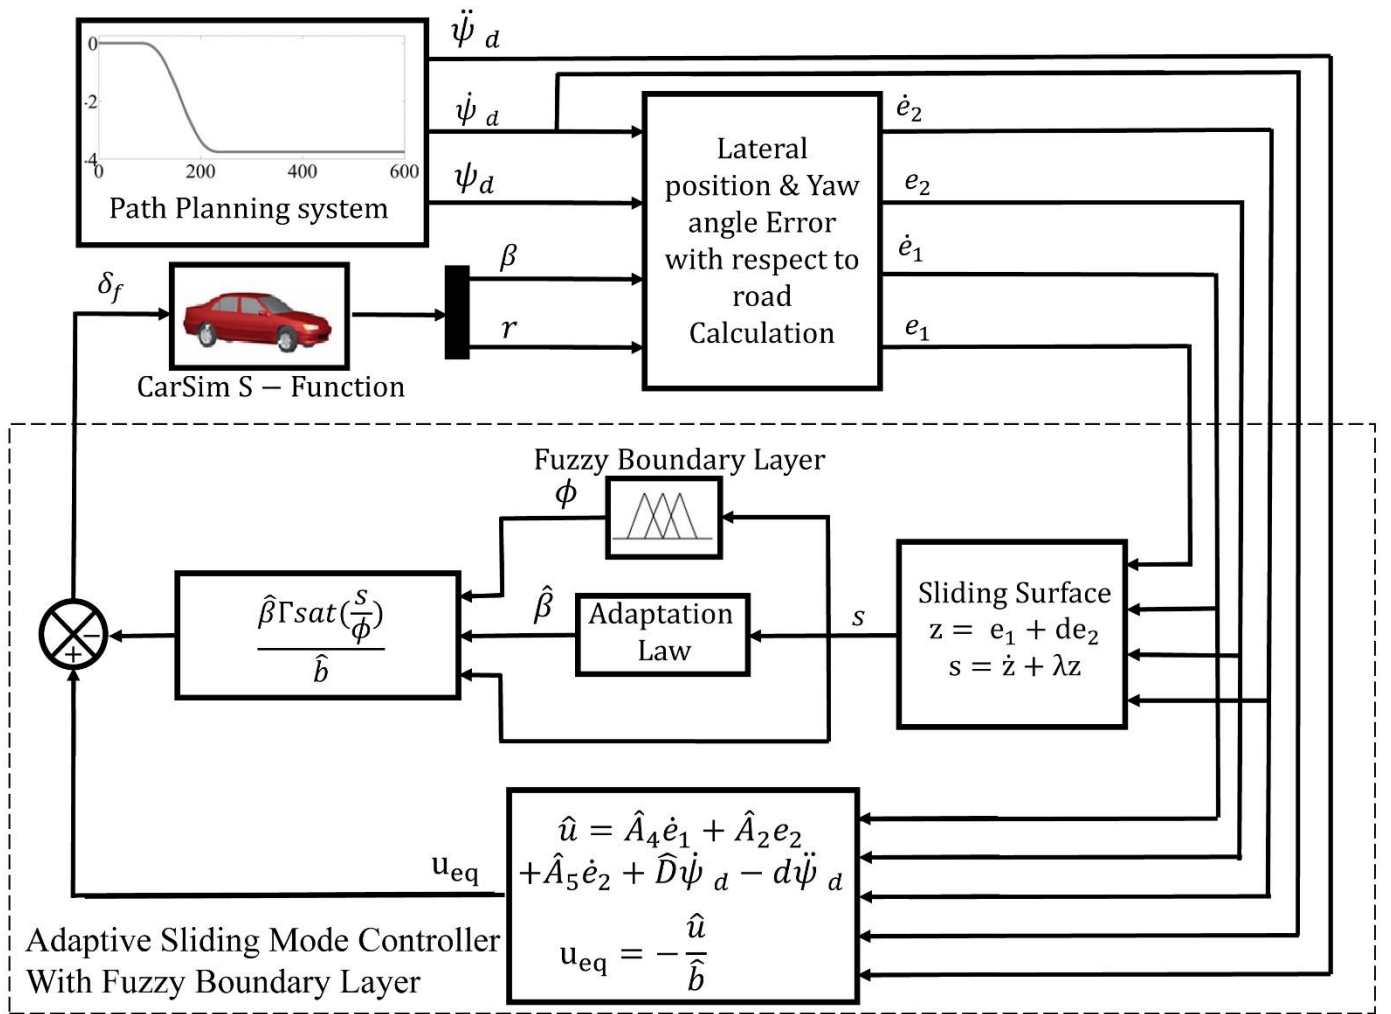 ψ̈ d
0
-2
-4
0 200 400 600
Path Planning system
ψ̇ d
ψd
Lateral
position & Yaw
angle Error
with respect to
road
Calculation
ė2
e2
ė1
e1
δf
β
r
CarSim S − Function
Fuzzy Boundary Layer
ϕ
β̂Γsat(s/ϕ)
b̂
β̂
Adaptation
Law
s
Sliding Surface
z = e1 + de2
s = ż + λz
−
+
û = Â4ė1 + Â2e2
+Â5ė2 + D̂ψ̇ d − dψ̈ d
ueq = − û/b̂
ueq
Adaptive Sliding Mode Controller
With Fuzzy Boundary Layer